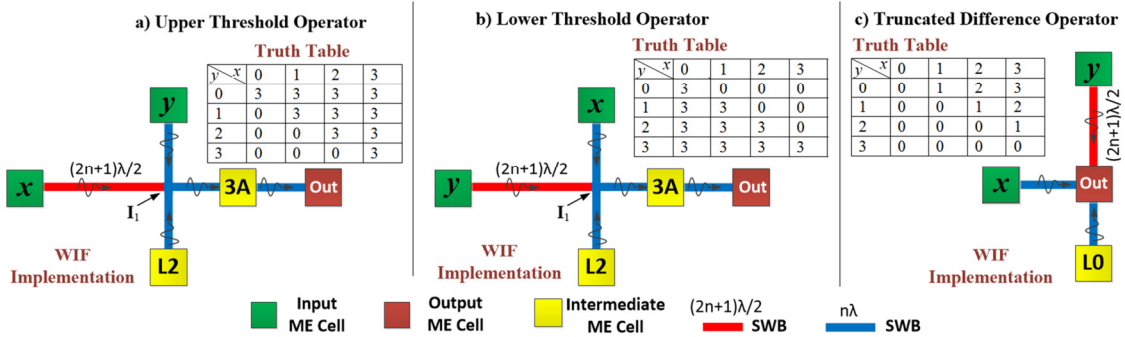 a) Upper Threshold Operator
Truth Table
y x 0 1 2 3
0 3 3 3 3
1 0 3 3 3
2 0 0 3 3
3 0 0 0 3
y
x
(2n+1)λ/2
I1
3A
Out
L2
WIF
Implementation
b) Lower Threshold Operator
Truth Table
y x 0 1 2 3
0 3 0 0 0
1 3 3 0 0
2 3 3 3 0
3 3 3 3 3
x
y
(2n+1)λ/2
I1
3A
Out
L2
WIF
Implementation
c) Truncated Difference Operator
Truth Table
y x 0 1 2 3
0 0 1 2 3
1 0 0 1 2
2 0 0 0 1
3 0 0 0 0
y
(2n+1)λ/2
x
Out
L0
WIF
Implementation
Input
ME Cell
Output
ME Cell
Intermediate
ME Cell
(2n+1)λ/2
SWB
nλ
SWB